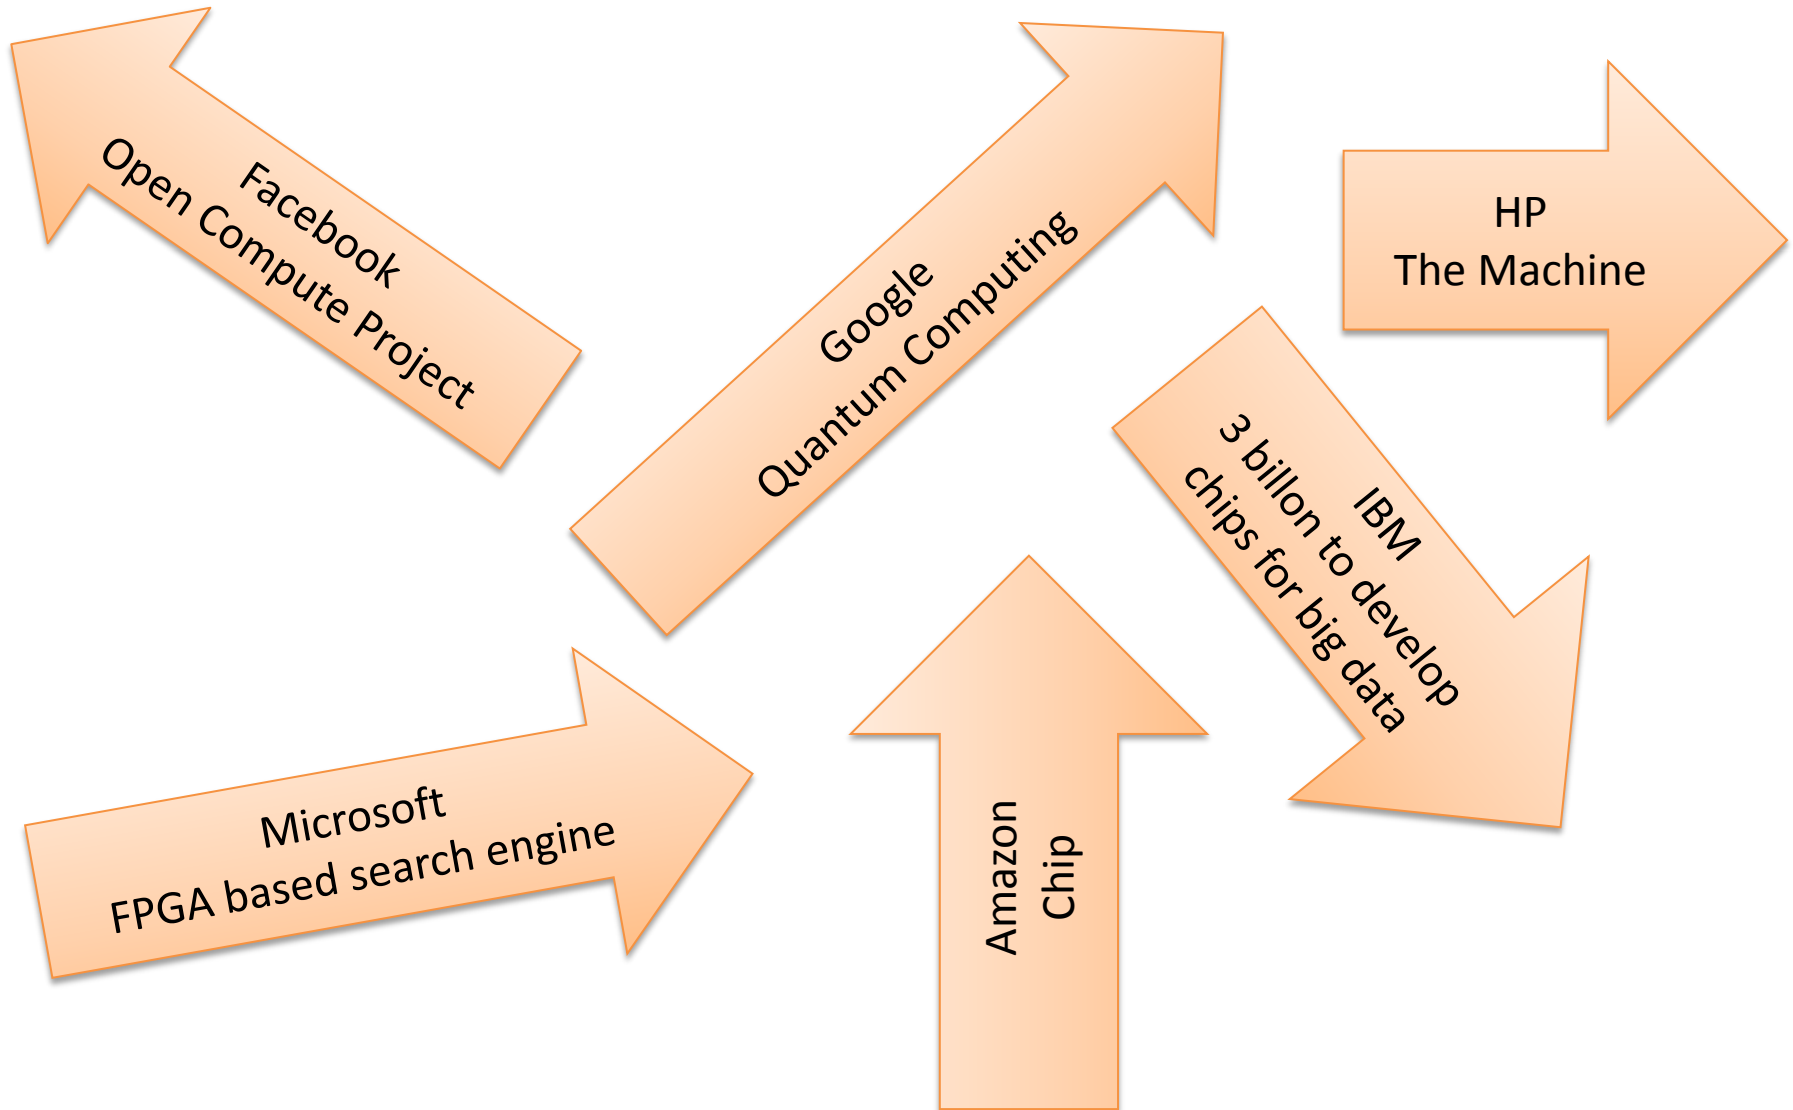 Facebook
Open Compute Project
Google
Quantum Computing
HP
The Machine
IBM
3 billon to develop
chips for big data
Microsoft
FPGA based search engine
Amazon
Chip